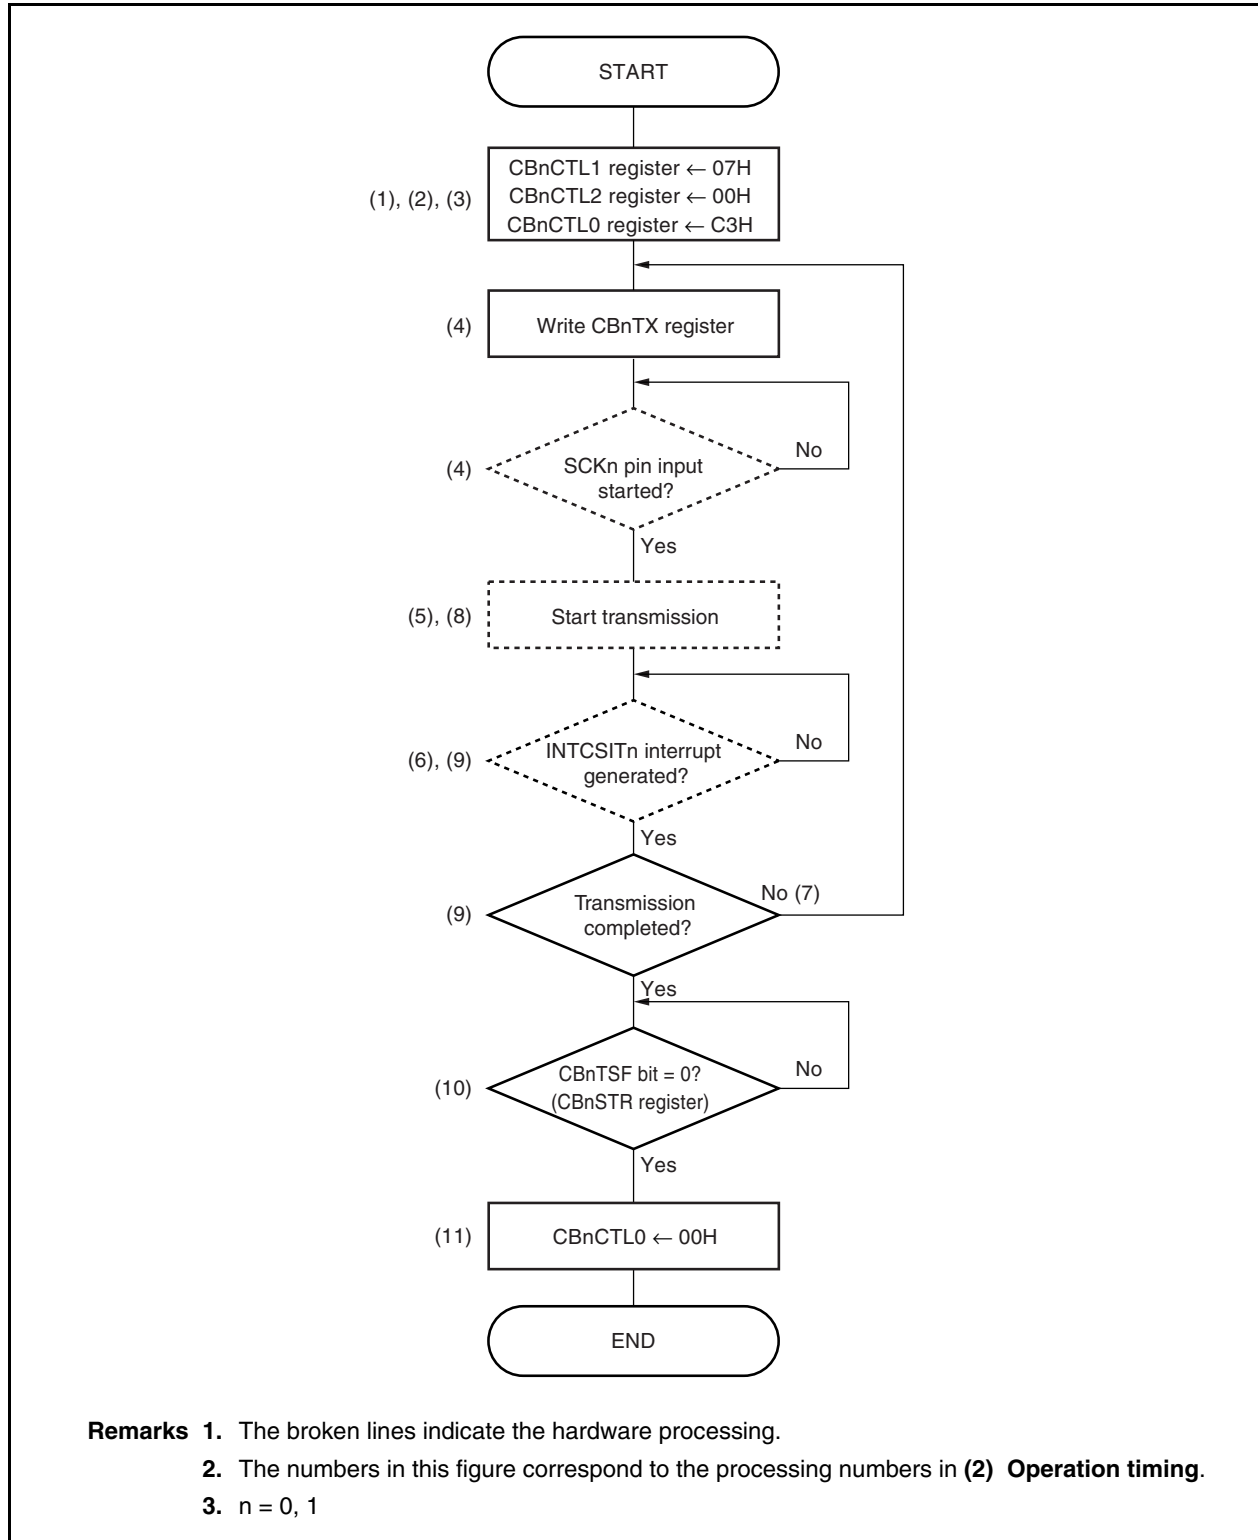 START
CBnCTL1 register ← 07H
(1), (2), (3)
CBnCTL2 register ← 00H
CBnCTL0 register ← C3H
(4)
Write CBnTX register
(4)
SCKn pin input
started?
No
Yes
(5), (8)
Start transmission
(6), (9)
INTCSITn interrupt
generated?
No
Yes
(9)
Transmission
completed?
No (7)
Yes
(10)
CBnTSF bit = 0?
(CBnSTR register)
No
Yes
(11)
CBnCTL0 ← 00H
END
Remarks 1. The broken lines indicate the hardware processing.
2. The numbers in this figure correspond to the processing numbers in (2) Operation timing.
3. n = 0, 1